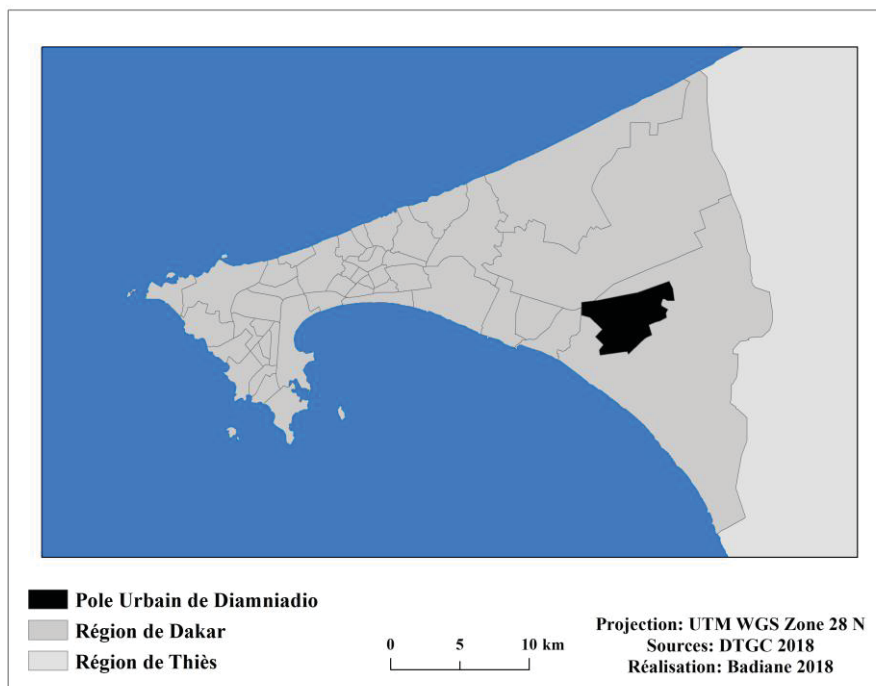 Pole Urbain de Diamniadio
Région de Dakar
Région de Thiès
0 5 10 km
Projection: UTM WGS Zone 28 N
Sources: DTGC 2018
Réalisation: Badiane 2018